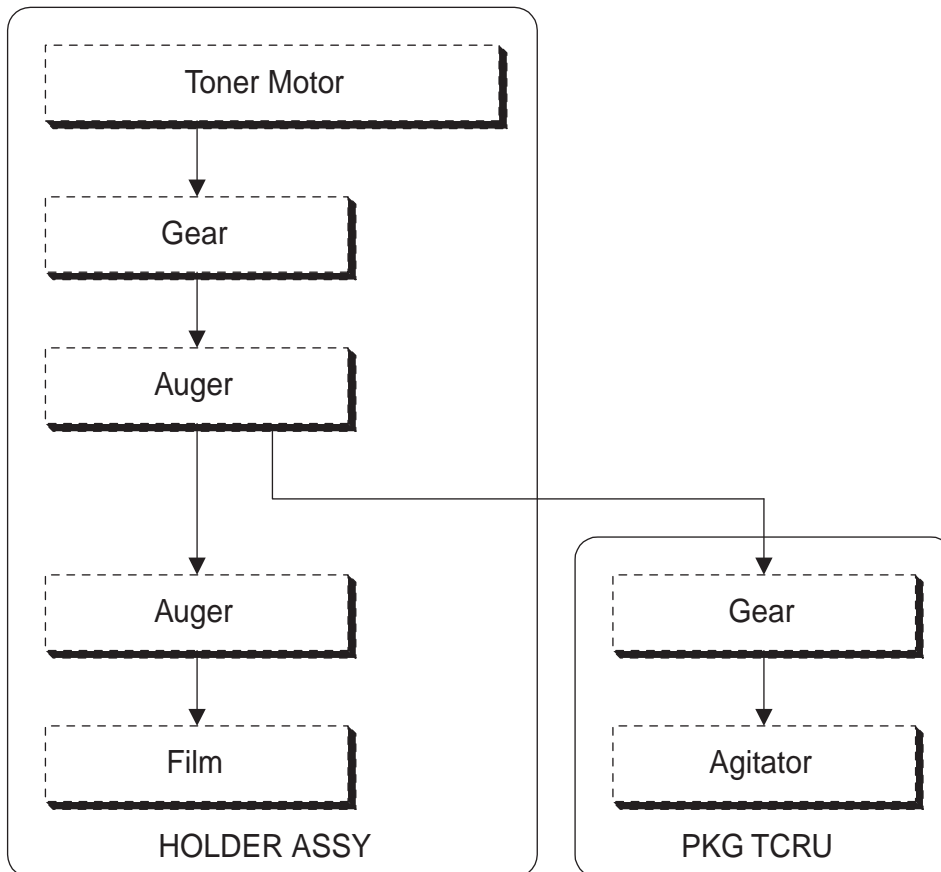 Toner Motor
Gear
Auger
Auger
Film
HOLDER ASSY
Gear
Agitator
PKG TCRU